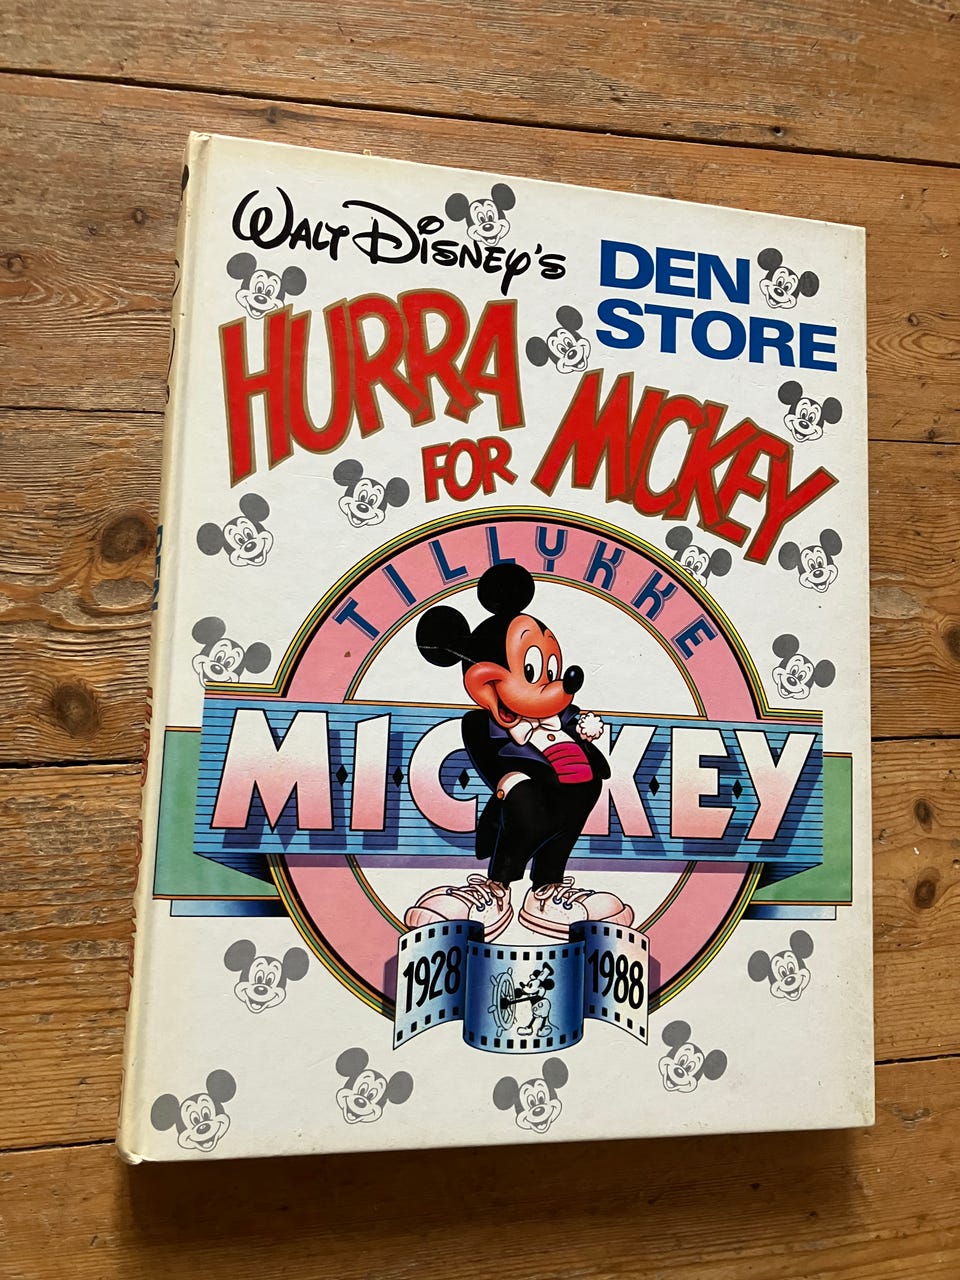 WALT DISNEY'S
DEN
STORE
HURRA
FOR MICKEY
TILLYKKE
MICKEY
1928 1988